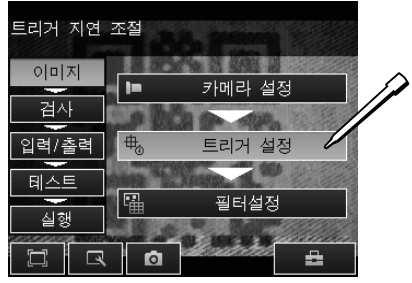 트리거 지연 조절
이미지
검사
입력/출력
테스트
실행
카메라 설정
트리거 설정
필터설정